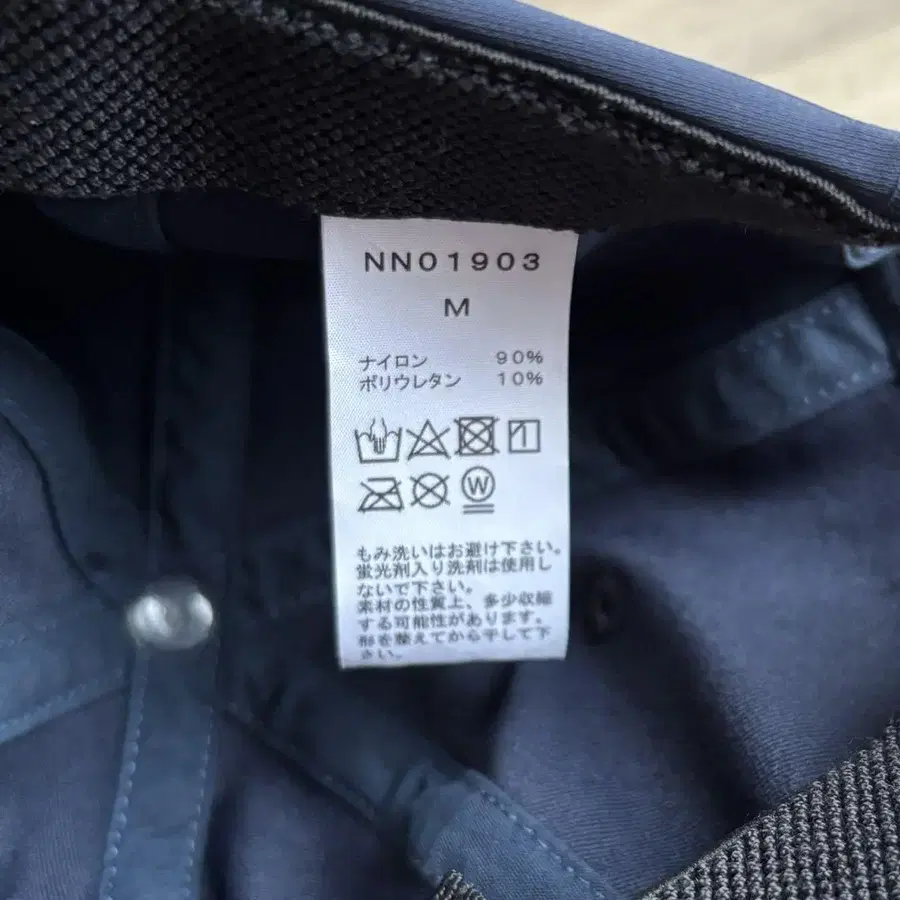 NN01903
M
ナイロン 90%
ポリウレタン 10%
W
もみ洗いはお避け下さい。
蛍光剤入り洗剤は使用し
ないで下さい。
素材の性質上、多少収縮
する可能性があります。
形を整えてから干して下
さい。